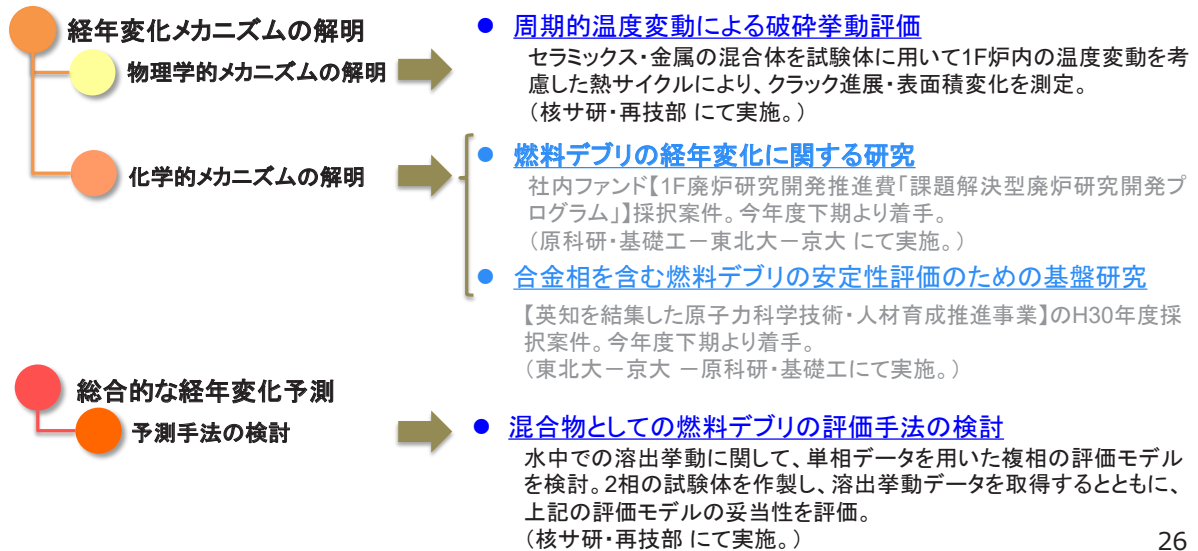 経年変化メカニズムの解明
物理学的メカニズムの解明
● 周期的温度変動による破砕挙動評価
セラミックス・金属の混合体を試験体に用いて1F炉内の温度変動を考
慮した熱サイクルにより、クラック進展・表面積変化を測定。
（核サ研・再技部 にて実施。）
化学的メカニズムの解明
● 燃料デブリの経年変化に関する研究
社内ファンド【1F廃炉研究開発推進費「課題解決型廃炉研究開発プ
ログラム」】採択案件。今年度下期より着手。
（原科研・基礎工－東北大－京大 にて実施。）
● 合金相を含む燃料デブリの安定性評価のための基盤研究
【英知を結集した原子力科学技術・人材育成推進事業】のH30年度採
択案件。今年度下期より着手。
（東北大－京大 －原科研・基礎工にて実施。）
総合的な経年変化予測
予測手法の検討
● 混合物としての燃料デブリの評価手法の検討
水中での溶出挙動に関して、単相データを用いた複相の評価モデル
を検討。2相の試験体を作製し、溶出挙動データを取得するとともに、
上記の評価モデルの妥当性を評価。
（核サ研・再技部 にて実施。）
26